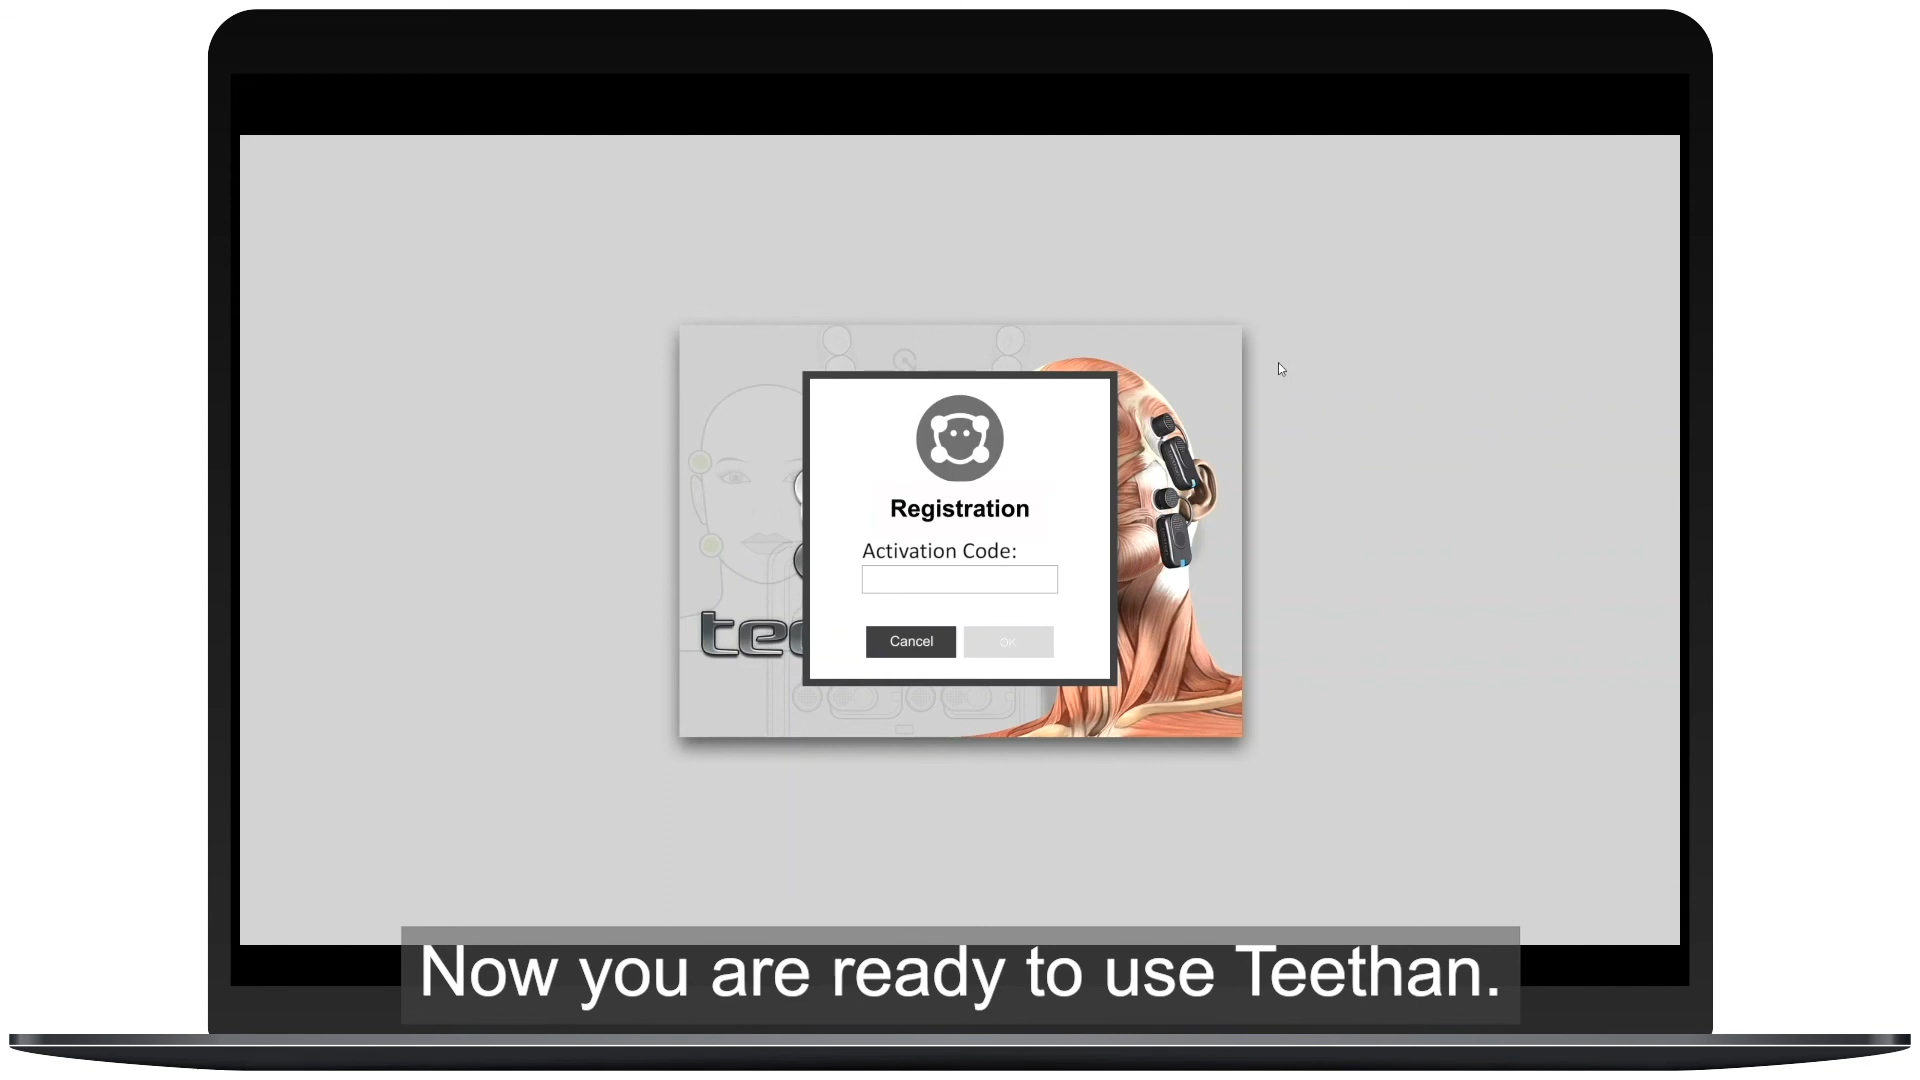 Registration
Activation Code:
Cancel
OK
Now you are ready to use Teethan.